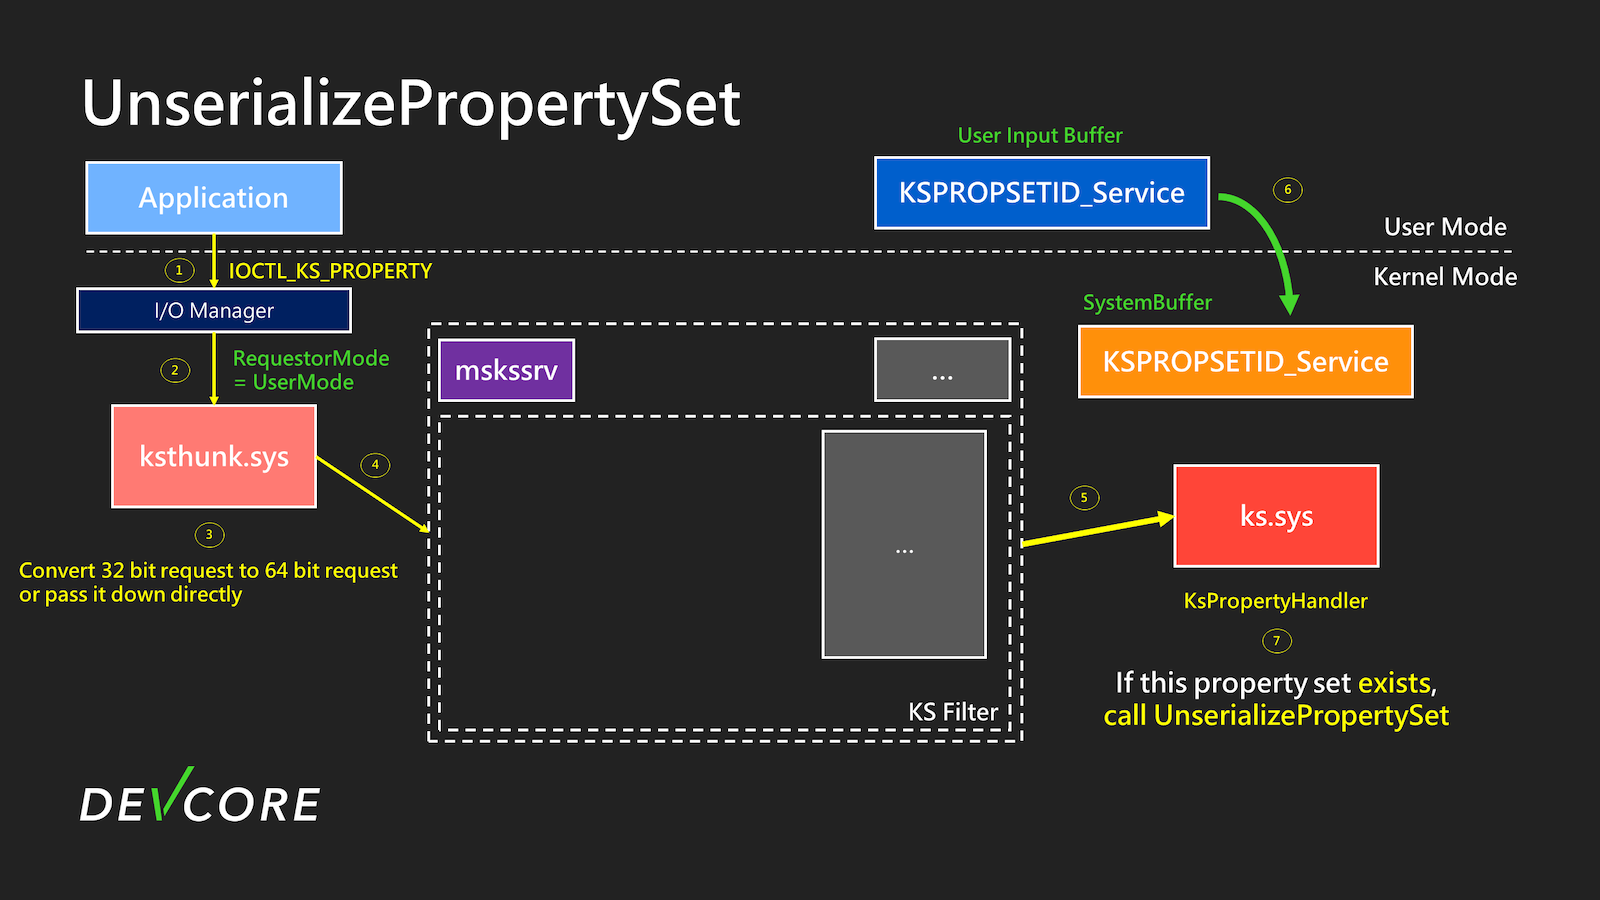 UnserializePropertySet
User Input Buffer
Application
KSPROPSETID_Service
6
User Mode
1
IOCTL_KS_PROPERTY
Kernel Mode
I/O Manager
SystemBuffer
2
RequestorMode
= UserMode
mskssrv
...
KSPROPSETID_Service
ksthunk.sys
4
...
5
ks.sys
3
Convert 32 bit request to 64 bit request
or pass it down directly
KsPropertyHandler
7
If this property set exists,
call UnserializePropertySet
KS Filter
DEVCORE